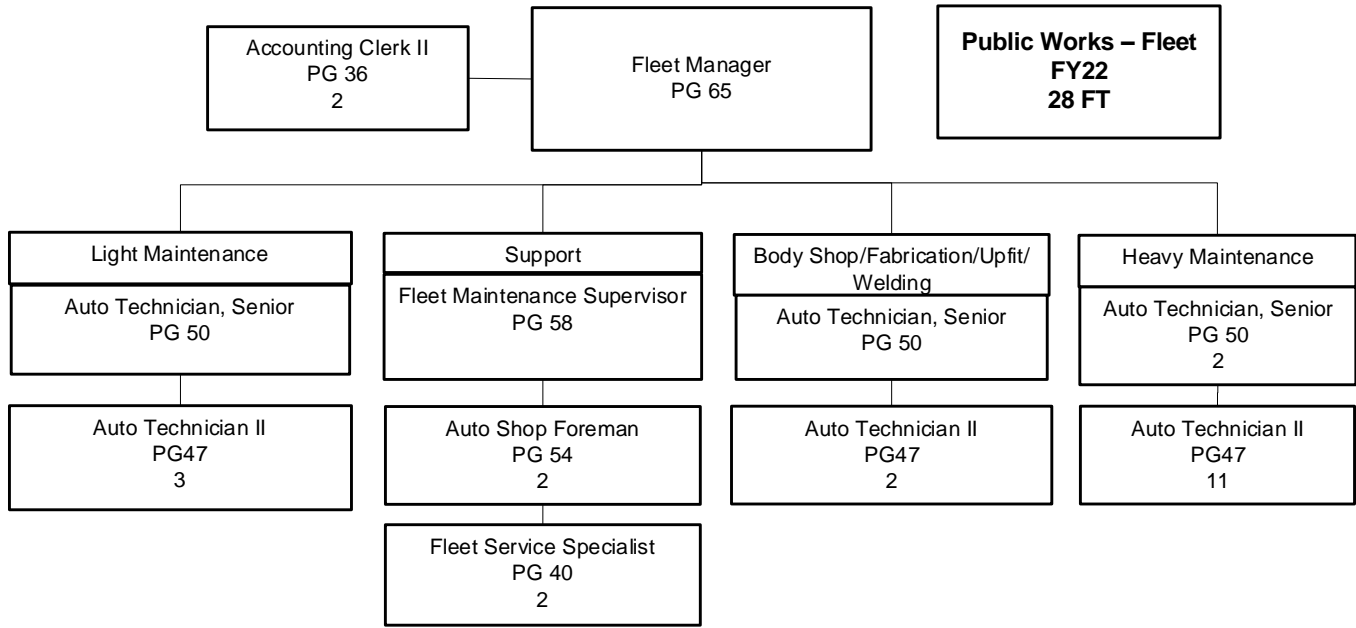 Accounting Clerk II
PG 36
2
Fleet Manager
PG 65
Public Works – Fleet
FY22
28 FT
Light Maintenance
Auto Technician, Senior
PG 50
Auto Technician II
PG47
3
Support
Fleet Maintenance Supervisor
PG 58
Auto Shop Foreman
PG 54
2
Fleet Service Specialist
PG 40
2
Body Shop/Fabrication/Upfit/
Welding
Auto Technician, Senior
PG 50
Auto Technician II
PG47
2
Heavy Maintenance
Auto Technician, Senior
PG 50
2
Auto Technician II
PG47
11